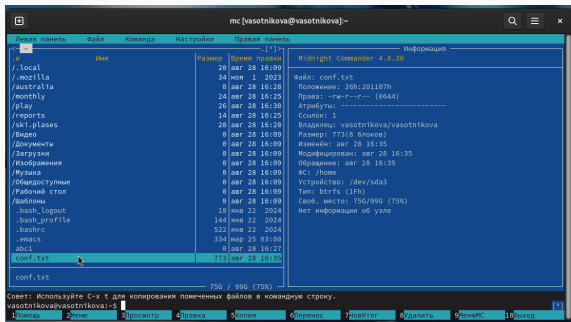 mc [vasotnikova@vasotnikova]:~
Левая панель Файл Команда Настройки Правая панель
<- ~ .[^]>
.и Имя Размер Время правки
/.local 20 авг 28 16:09
/.mozilla 34 ноя 1 2023
/australia 0 авг 28 16:28
/monthly 24 авг 28 16:25
/play 26 авг 28 16:30
/reports 14 авг 28 16:25
/ski.plases 28 авг 28 16:28
/Видео 0 авг 28 16:09
/Документы 0 авг 28 16:09
/Загрузки 0 авг 28 16:09
/Изображения 0 авг 28 16:09
/Музыка 0 авг 28 16:09
/Общедоступные 0 авг 28 16:09
/Рабочий стол 0 авг 28 16:09
/Шаблоны 0 авг 28 16:09
.bash_logout 18 янв 22 2024
.bash_profile 144 янв 22 2024
.bashrc 522 янв 22 2024
.emacs 334 мар 25 03:00
abc1 0 авг 28 16:27
conf.txt 773 авг 28 16:35
conf.txt
75G / 99G (75%)
Информация
Midnight Commander 4.8.30
Файл: conf.txt
Положение: 26h:201107h
Права: -rw-r--r-- (0644)
Атрибуты: -------------------------
Ссылок: 1
Владелец: vasotnikova/vasotnikova
Размер: 773(8 блоков)
Изменён: авг 28 16:35
Модифицирован: авг 28 16:35
Обращение: авг 28 16:35
ФС: /home
Устройство: /dev/sda3
Тип: btrfs (1Fh)
Своб. место: 75G/99G (75%)
Нет информации об узле
Совет: Используйте C-x t для копирования помеченных файлов в командную строку.
vasotnikova@vasotnikova:~$ [^]
1Помощь 2Меню 3Просмотр 4Правка 5Копия 6Перенос 7НовКтлг 8Удалить 9МенюМС 10Выход